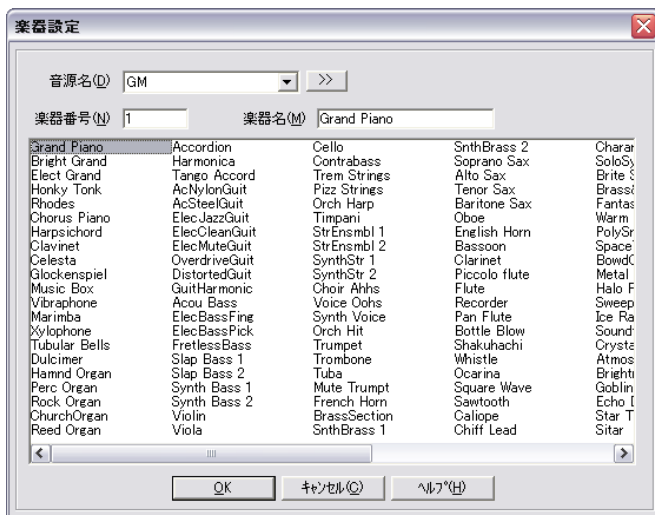 楽器設定
音源名(D) GM >>
楽器番号(N) 1 楽器名(M) Grand Piano
Grand Piano Accordion Cello SnthBrass 2
Bright Grand Harmonica Contrabass Soprano Sax
Elect Grand Tango Accord Trem Strings Alto Sax
Honky Tonk AcNylonGuit Pizz Strings Tenor Sax
Rhodes AcSteelGuit Orch Harp Baritone Sax
Chorus Piano ElecJazzGuit Timpani Oboe Warm
Harpsichord ElecCleanGuit StrEnsmbl 1 English Horn
Clavinet ElecMuteGuit StrEnsmbl 2 Bassoon
Celesta OverdriveGuit SynthStr 1 Clarinet
Glockenspiel DistortedGuit SynthStr 2 Piccolo flute Metal
Music Box GuitHarmonic Choir Ahhs Flute Halo
Vibraphone Acou Bass Voice Oohs Recorder Sweep
Marimba ElecBassFing Synth Voice Pan Flute Ice
Xylophone ElecBassPick Orch Hit Bottle Blow
Tubular Bells FretlessBass Trumpet Shakuhachi
Dulcimer Slap Bass 1 Trombone Whistle
Hamnd Organ Slap Bass 2 Tuba Ocarina
Perc Organ Synth Bass 1 Mute Trumpt Square Wave
Rock Organ Synth Bass 2 French Horn Sawtooth Echo
ChurchOrgan Violin BrassSection Caliope Star
Reed Organ Viola SnthBrass 1 Chiff Lead Sitar
OK キャンセル(C) ヘルプ(H)